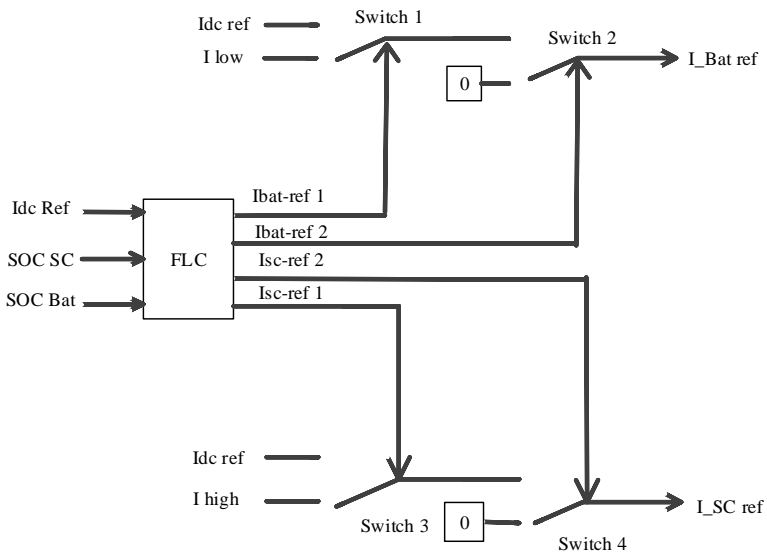 Switch 1
Idc ref
I low
Switch 2
I_Bat ref
0
Idc Ref
SOC SC
SOC Bat
FLC
Ibat-ref 1
Ibat-ref 2
Isc-ref 2
Isc-ref 1
Idc ref
I high
Switch 3
0
Switch 4
I_SC ref